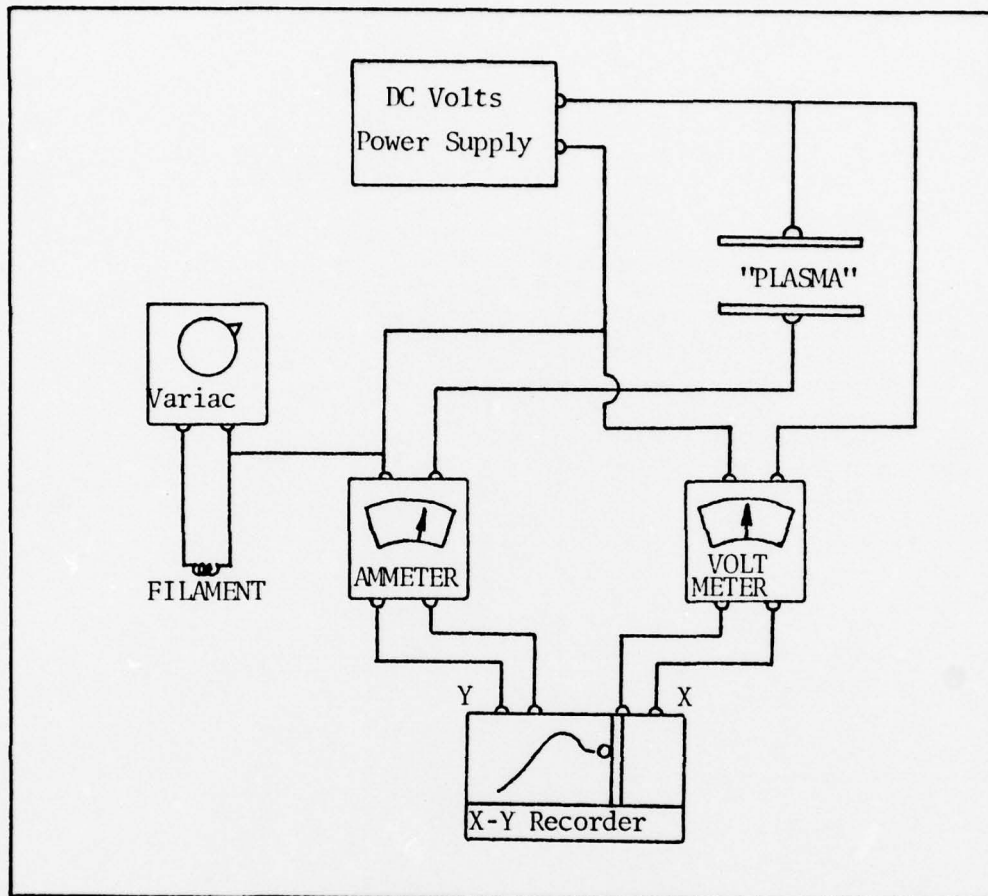 DC Volts
Power Supply
"PLASMA"
Variac
FILAMENT
AMMETER
VOLT
METER
Y
X
X-Y Recorder